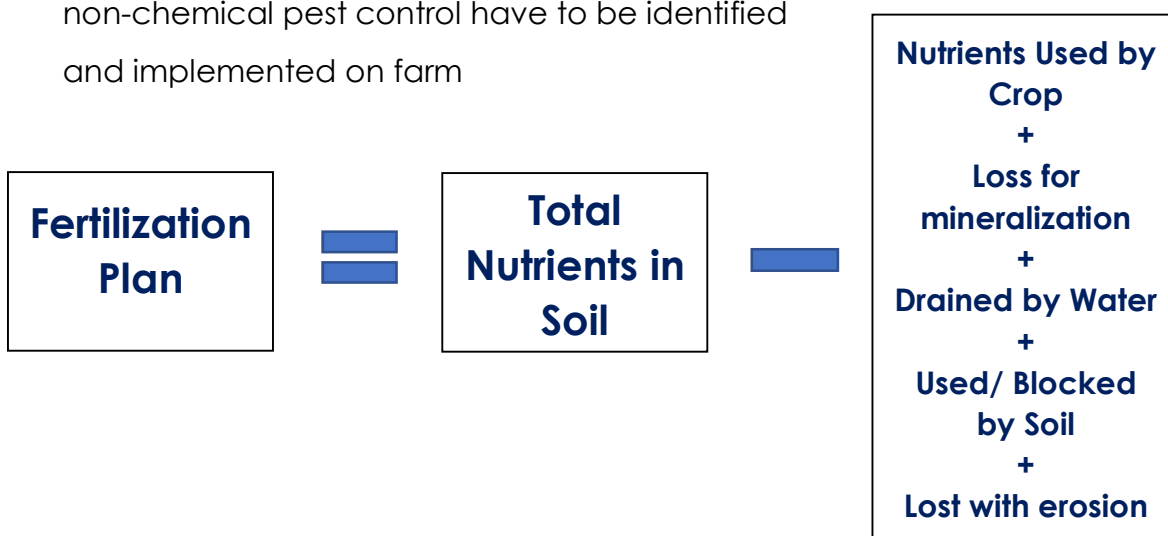 non-chemical pest control have to be identified
and implemented on farm
Fertilization
Plan
Total
Nutrients in
Soil
Nutrients Used by
Crop
+
Loss for
mineralization
+
Drained by Water
+
Used/ Blocked
by Soil
+
Lost with erosion